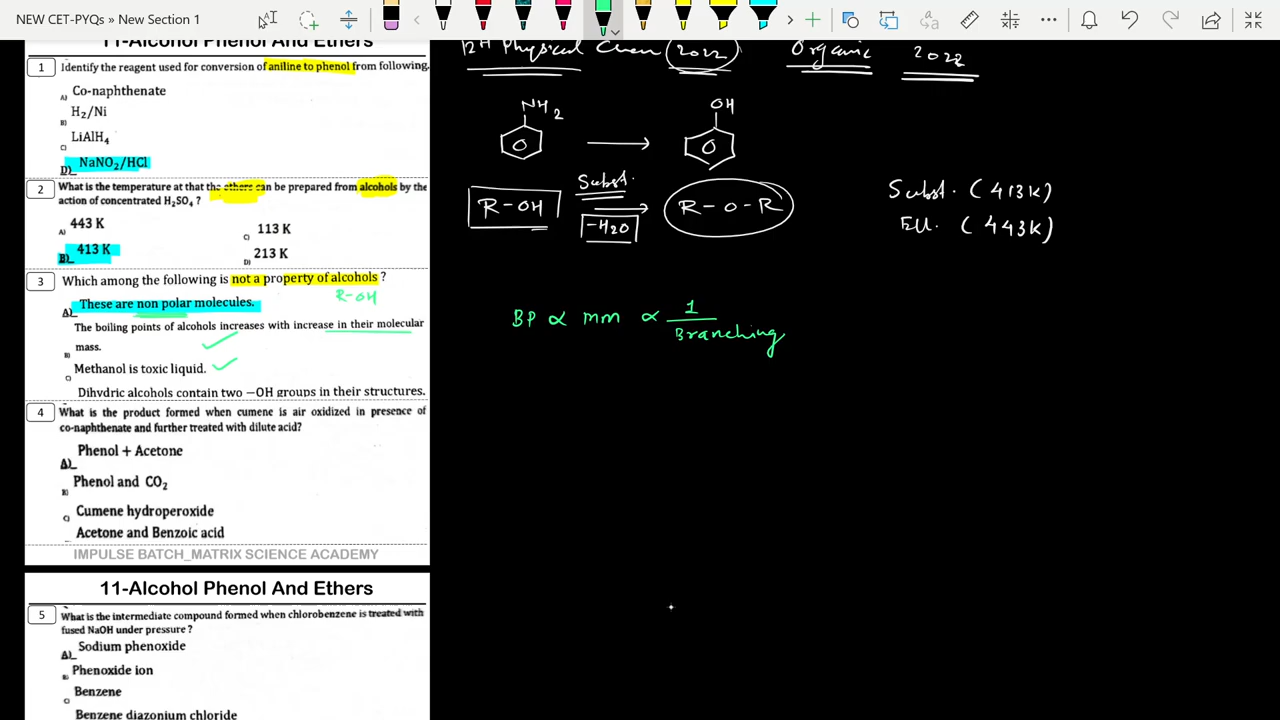 NEW CET-PYQs » New Section 1
11-Alcohol Phenol And Ethers
1 Identify the reagent used for conversion of aniline to phenol from following.
A) Co-naphthenate
B) H2/Ni
C) LiAlH4
D) NaNO2/HCl
2 What is the temperature at that the ethers can be prepared from alcohols by the
action of concentrated H2SO4 ?
A) 443 K
C) 113 K
B) 413 K
D) 213 K
3 Which among the following is not a property of alcohols ?
R-OH
A) These are non polar molecules.
The boiling points of alcohols increases with increase in their molecular
B) mass.
C) Methanol is toxic liquid.
Dihydric alcohols contain two —OH groups in their structures.
4 What is the product formed when cumene is air oxidized in presence of
co-naphthenate and further treated with dilute acid?
A) Phenol + Acetone
B) Phenol and CO2
C) Cumene hydroperoxide
Acetone and Benzoic acid
IMPULSE BATCH_MATRIX SCIENCE ACADEMY
11-Alcohol Phenol And Ethers
5 What is the intermediate compound formed when chlorobenzene is treated with
fused NaOH under pressure ?
A) Sodium phenoxide
B) Phenoxide ion
C) Benzene
Benzene diazonium chloride
12th Physical Chem (2022) Organic 2022
NH2 OH
Subst.
R-OH -H2O R-O-R
Subst. (413K)
Ell. (443K)
BP ∝ mm ∝ 1
Branching